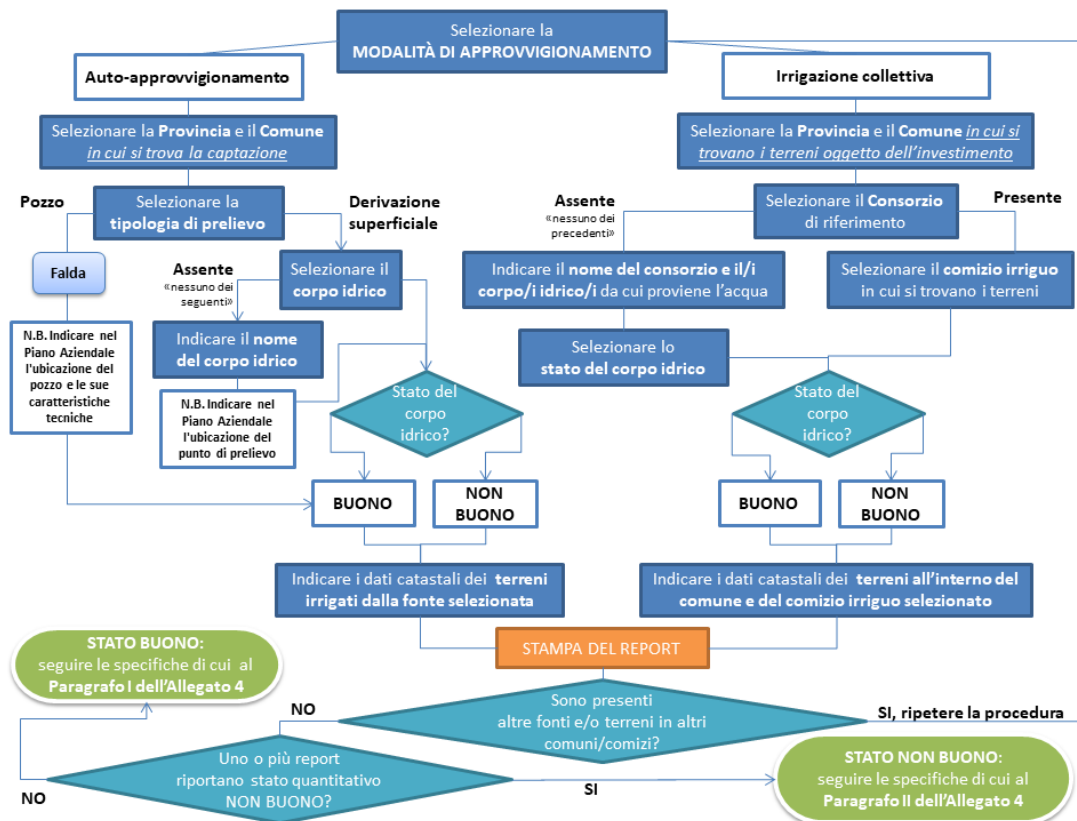 Selezionare la
MODALITÀ DI APPROVVIGIONAMENTO
Auto-approvvigionamento
Irrigazione collettiva
Selezionare la Provincia e il Comune
in cui si trova la captazione
Selezionare la Provincia e il Comune in cui si
trovano i terreni oggetto dell'investimento
Pozzo
Selezionare la
tipologia di prelievo
Derivazione
superficiale
Assente
«nessuno dei
precedenti»
Selezionare il Consorzio
di riferimento
Presente
Falda
Assente
«nessuno dei
seguenti»
Selezionare il
corpo idrico
Indicare il nome del consorzio e il/i
corpo/i idrico/i da cui proviene l'acqua
Selezionare il comizio irriguo
in cui si trovano i terreni
N.B. Indicare nel
Piano Aziendale
l'ubicazione del
pozzo e le sue
caratteristiche
tecniche
Indicare il nome
del corpo idrico
Selezionare lo
stato del corpo idrico
N.B. Indicare nel
Piano Aziendale
l'ubicazione del
punto di prelievo
Stato del
corpo
idrico?
Stato del
corpo
idrico?
BUONO
NON
BUONO
BUONO
NON
BUONO
Indicare i dati catastali dei terreni
irrigati dalla fonte selezionata
Indicare i dati catastali dei terreni all'interno del
comune e del comizio irriguo selezionato
STATO BUONO:
seguire le specifiche di cui al
Paragrafo I dell'Allegato 4
STAMPA DEL REPORT
Sono presenti
altre fonti e/o terreni in altri
comuni/comizi?
NO
SI, ripetere la procedura
Uno o più report
riportano stato quantitativo
NON BUONO?
NO
SI
STATO NON BUONO:
seguire le specifiche di cui al
Paragrafo II dell'Allegato 4